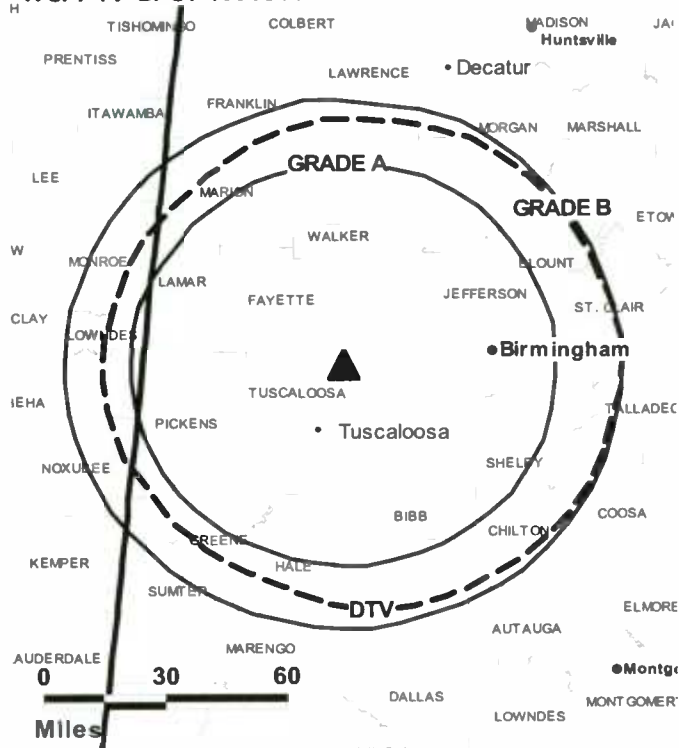 H
TISHOMINGO
COLBERT
MADISON
Huntsville
PRENTISS
LAWRENCE
Decatur
ITAWAMBA
FRANKLIN
MORGAN
MARSHALL
GRADE A
LEE
MARION
GRADE B
WALKER
MONROE
BLOUNT
LAMAR
FAYETTE
JEFFERSON
ST. CLAIR
CLAY
LOWNDES
Birmingham
TUSCALOOSA
PICKENS
Tuscaloosa
NOXUBEE
SHELBY
BIBB
CHILTON
COOSA
GREENE
KEMPER
HALE
SUMTER
DTV
ELMORE
AUTAUGA
MARENGO
AUDERDALE
0 30 60
Miles
DALLAS
LOWNDES